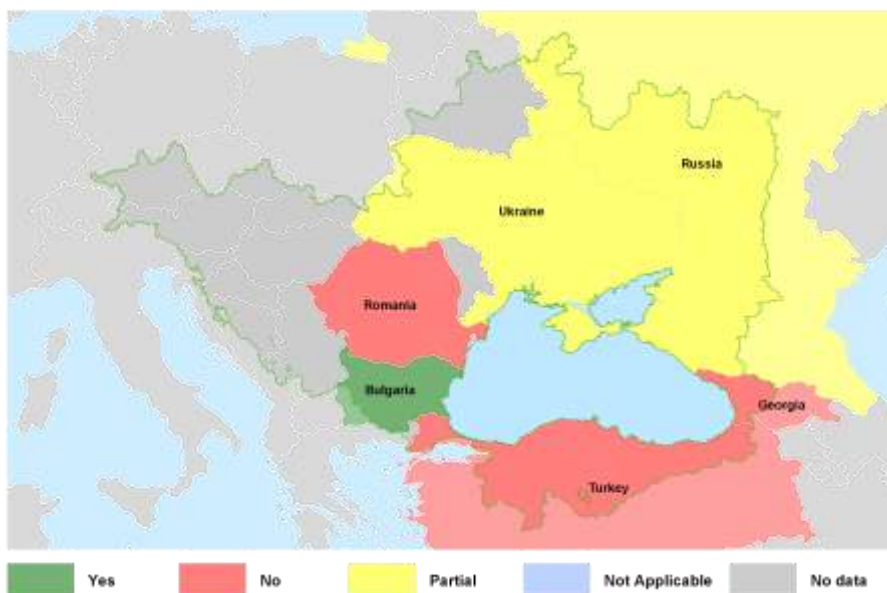 Russia
Ukraine
Romania
Bulgaria
Georgia
Turkey
Yes No Partial Not Applicable No data